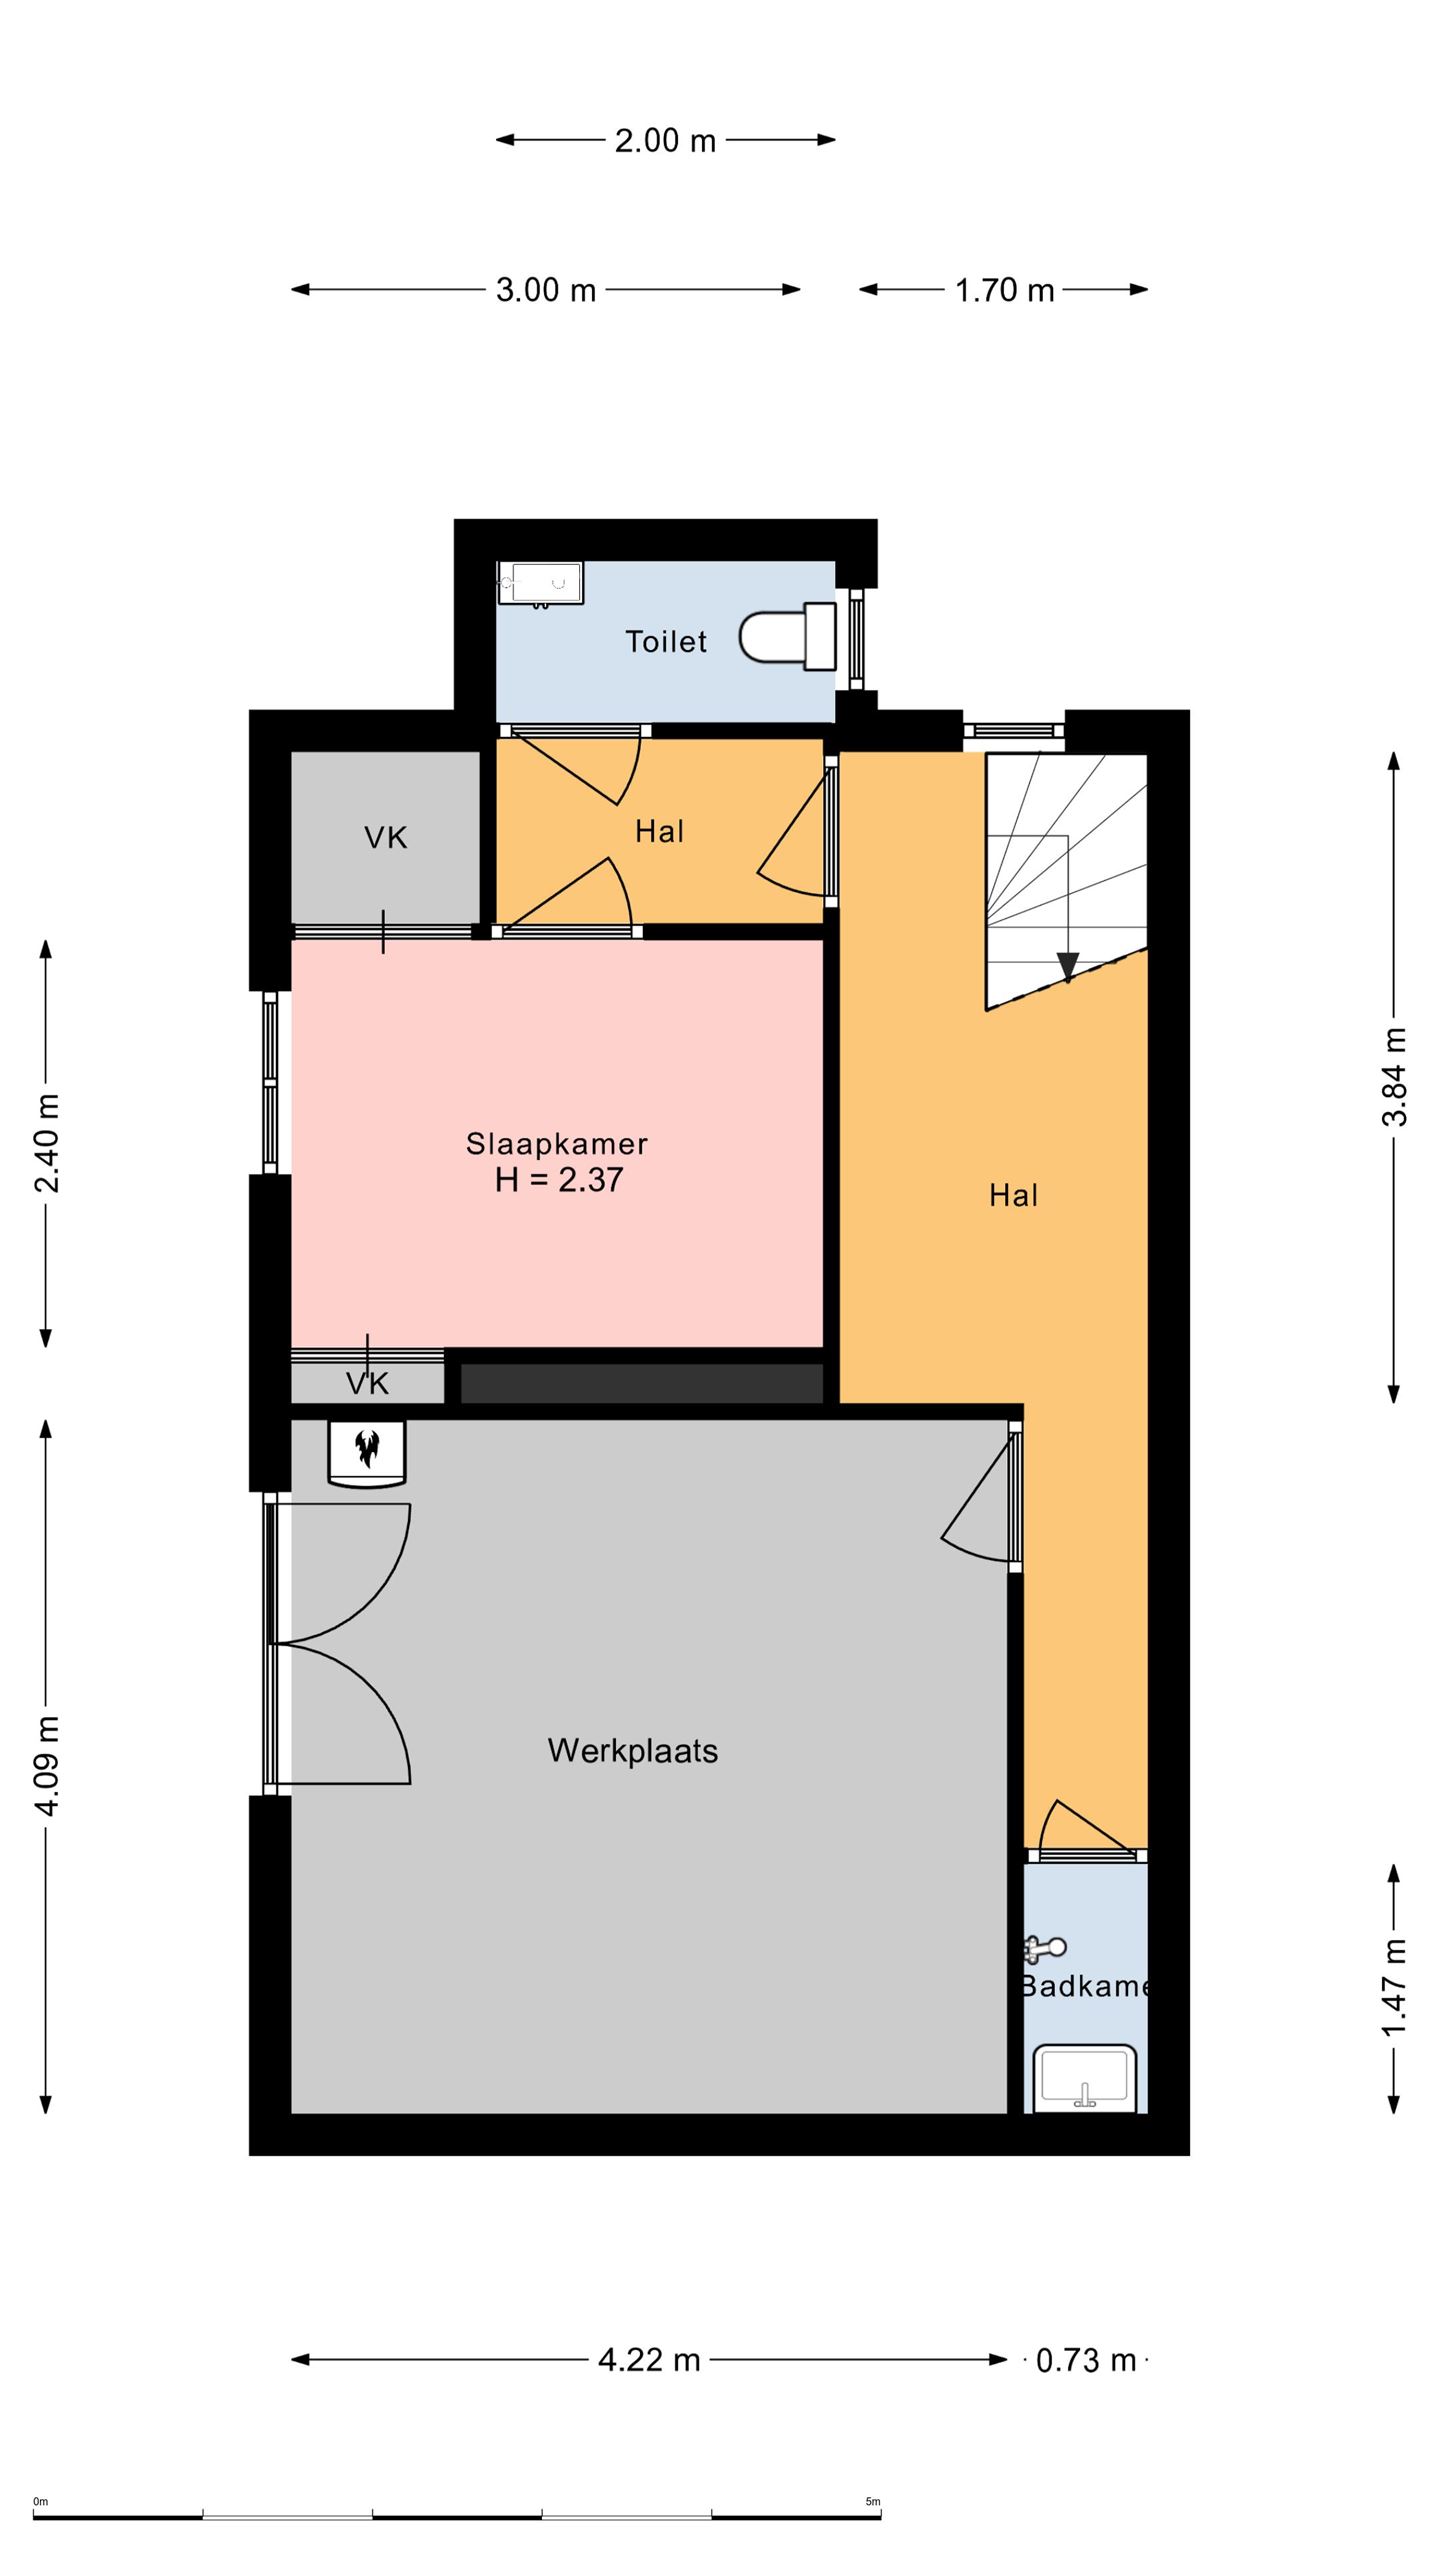 2.00 m
3.00 m
1.70 m
Toilet
VK
Hal
2.40 m
3.84 m
Slaapkamer
H = 2.37
Hal
VK
4.09 m
Werkplaats
1.47 m
Badkame
4.22 m
0.73 m
0m
5m